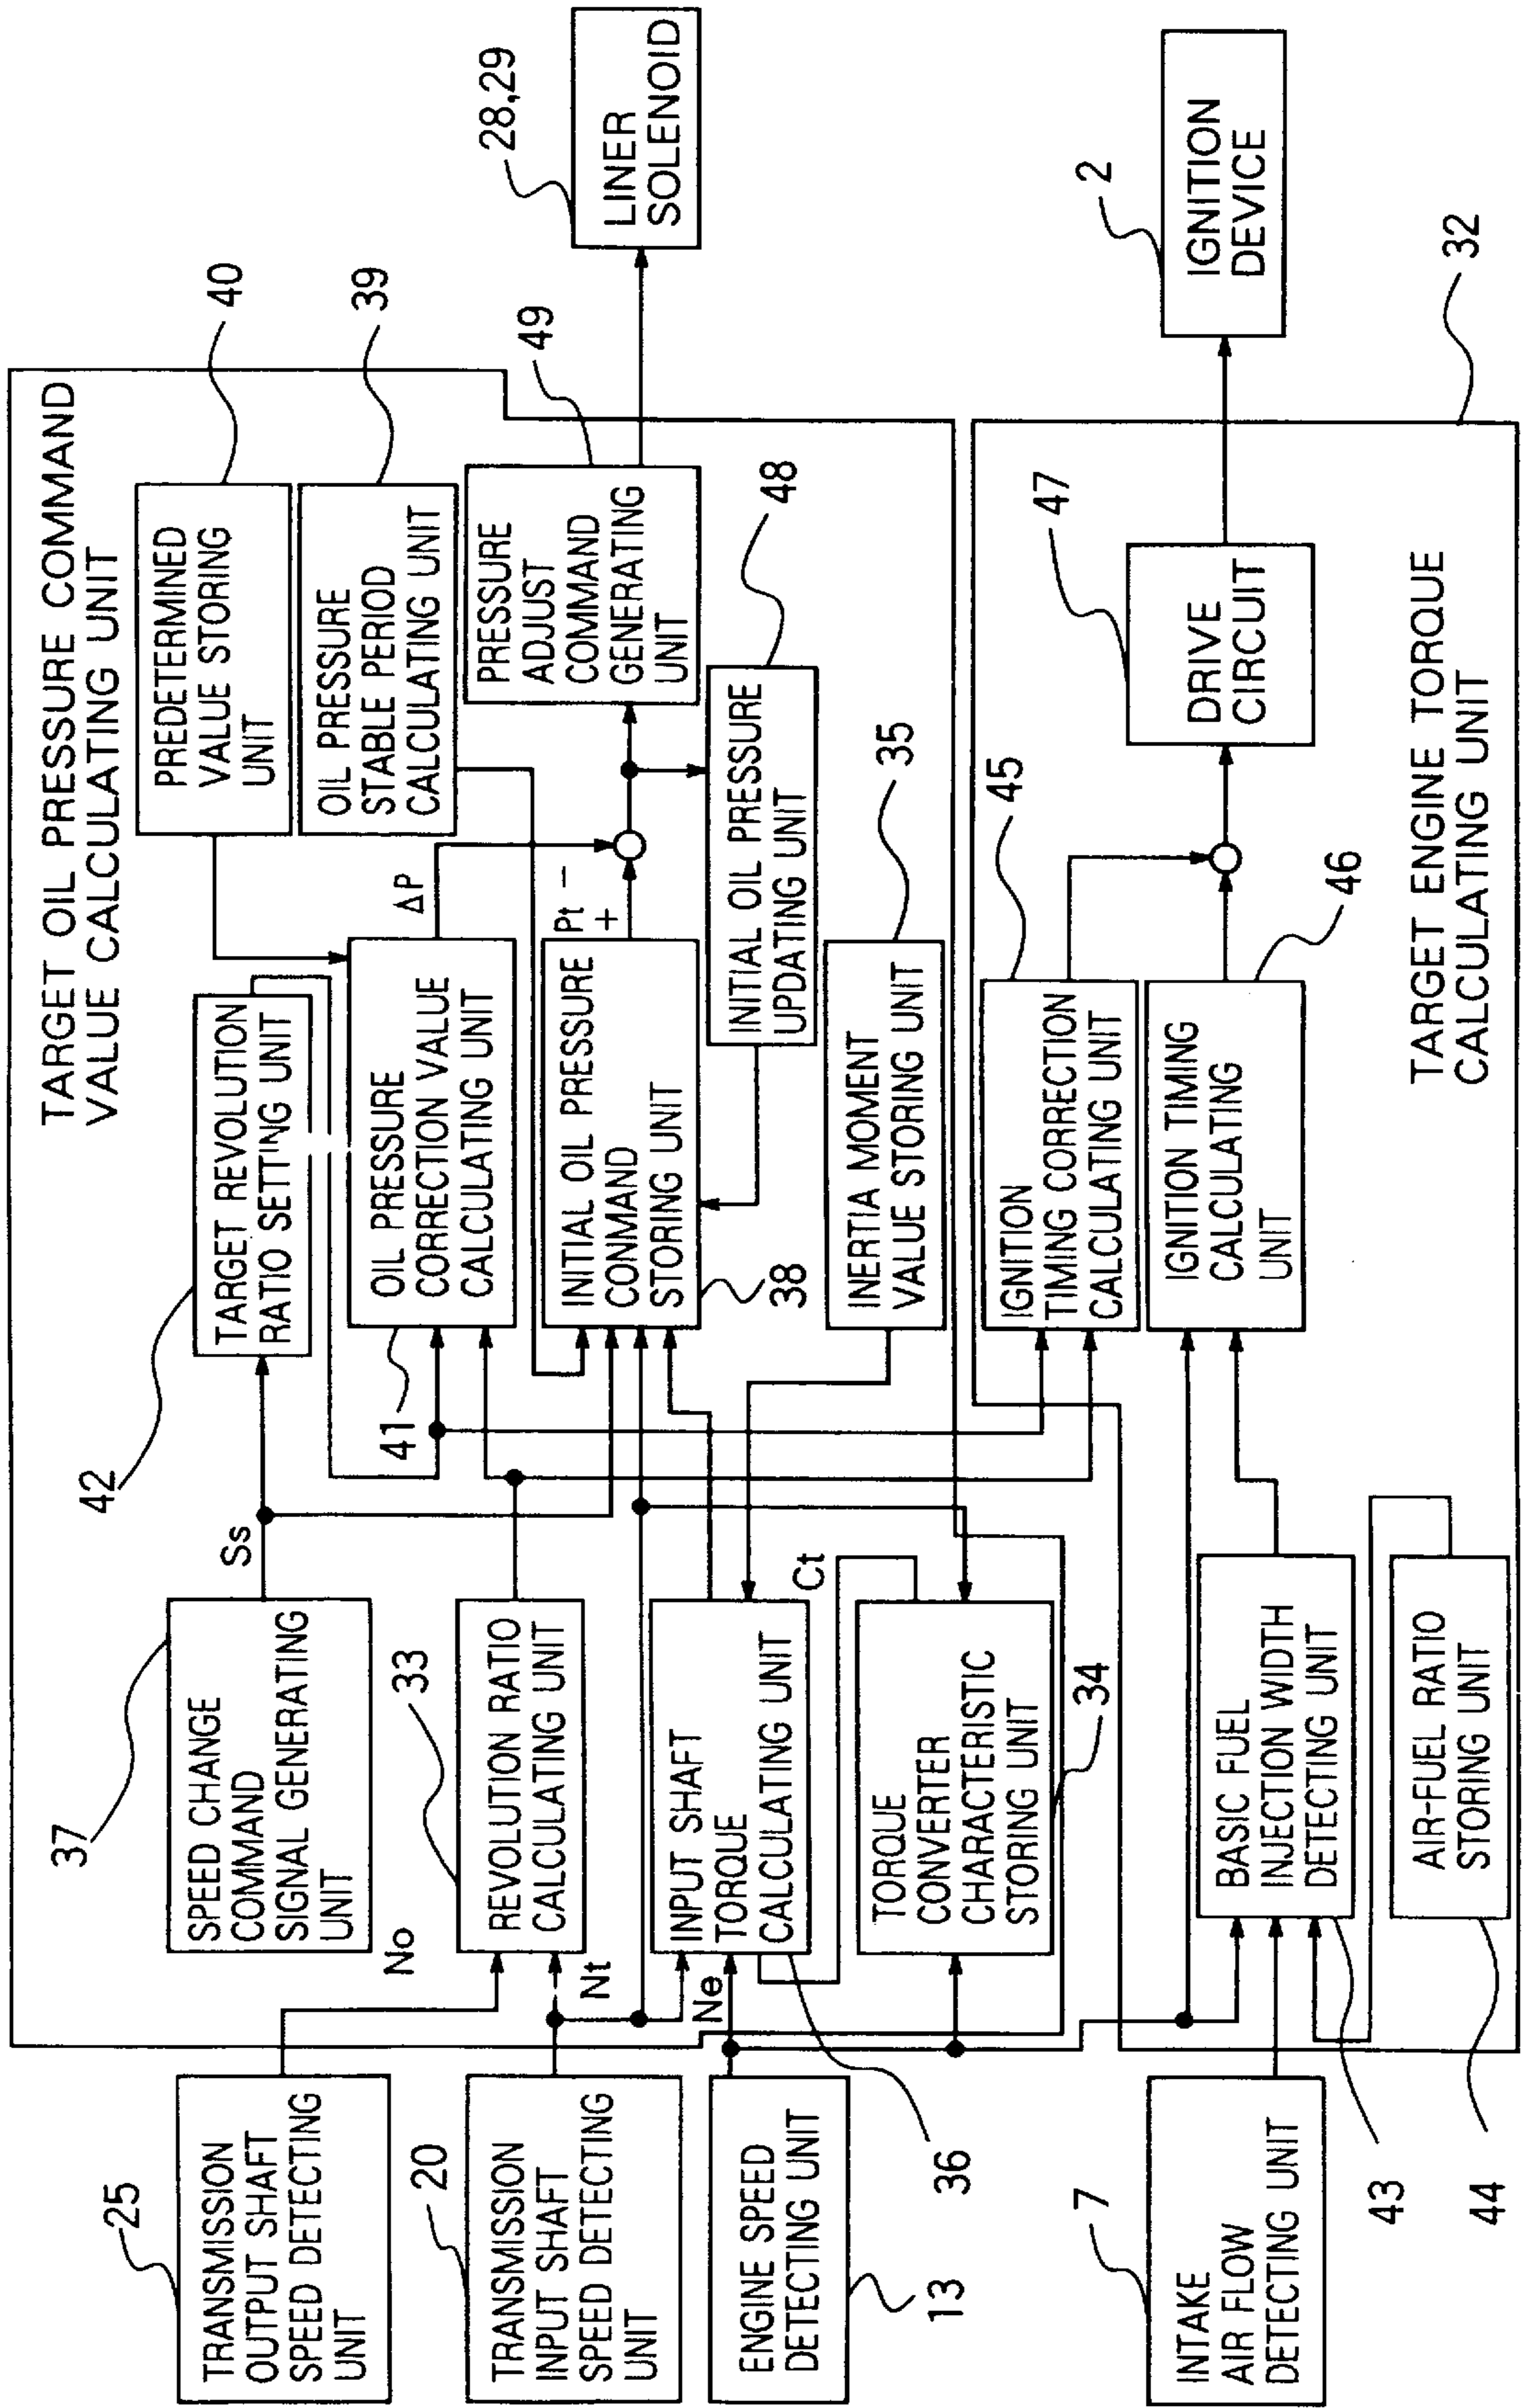 TARGET OIL PRESSURE COMMAND
VALUE CALCULATING UNIT
25
TRANSMISSION
OUTPUT SHAFT
SPEED DETECTING
UNIT
20
TRANSMISSION
INPUT SHAFT
SPEED DETECTING
UNIT
ENGINE SPEED
DETECTING UNIT
13
7
INTAKE
AIR FLOW
DETECTING UNIT
37
SPEED CHANGE
COMMAND
SIGNAL GENERATING
UNIT
Ss
No
33
REVOLUTION RATIO
CALCULATING UNIT
Nt
INPUT SHAFT
TORQUE
CALCULATING UNIT
Ne
36
Ct
TORQUE
CONVERTER
CHARACTERISTIC
STORING UNIT
34
BASIC FUEL
INJECTION WIDTH
DETECTING UNIT
43
AIR-FUEL RATIO
STORING UNIT
44
42
TARGET REVOLUTION
RATIO SETTING UNIT
OIL PRESSURE
CORRECTION VALUE
CALCULATING UNIT
41
ΔP
INITIAL OIL PRESSURE
CONMAND
STORING UNIT
38
Pt
−
+
INERTIA MOMENT
VALUE STORING UNIT
35
IGNITION
TIMING CORRECTION
CALCULATING UNIT
45
IGNITION TIMING
CALCULATING
UNIT
46
PREDETERMINED
VALUE STORING
UNIT
40
OIL PRESSURE
STABLE PERIOD
CALCULATING UNIT
39
PRESSURE
ADJUST
COMMAND
GENERATING
UNIT
49
INITIAL OIL PRESSURE
UPDATING UNIT
48
DRIVE
CIRCUIT
47
TARGET ENGINE TORQUE
CALCULATING UNIT
32
28,29
LINER
SOLENOID
2
IGNITION
DEVICE